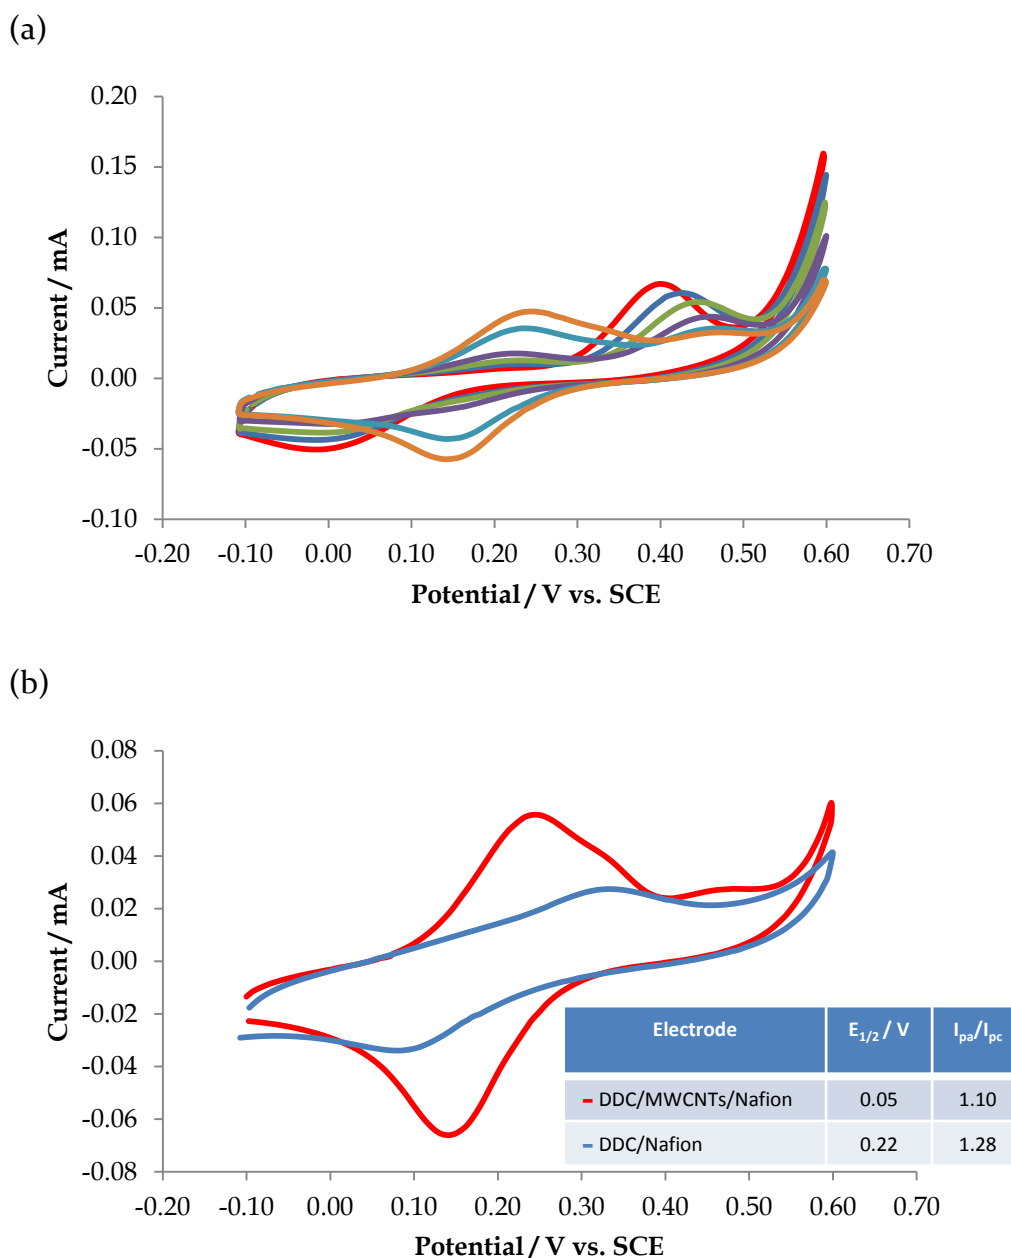 (a)
0.20
0.15
0.10
0.05
0.00
-0.05
-0.10
Current / mA
-0.20 -0.10 0.00 0.10 0.20 0.30 0.40 0.50 0.60 0.70
Potential / V vs. SCE
(b)
0.08
0.06
0.04
0.02
0.00
-0.02
-0.04
-0.06
-0.08
Current / mA
Electrode E1/2 / V Ipa/Ipc
DDC/MWCNTs/Nafion 0.05 1.10
DDC/Nafion 0.22 1.28
-0.20 -0.10 0.00 0.10 0.20 0.30 0.40 0.50 0.60 0.70
Potential / V vs. SCE